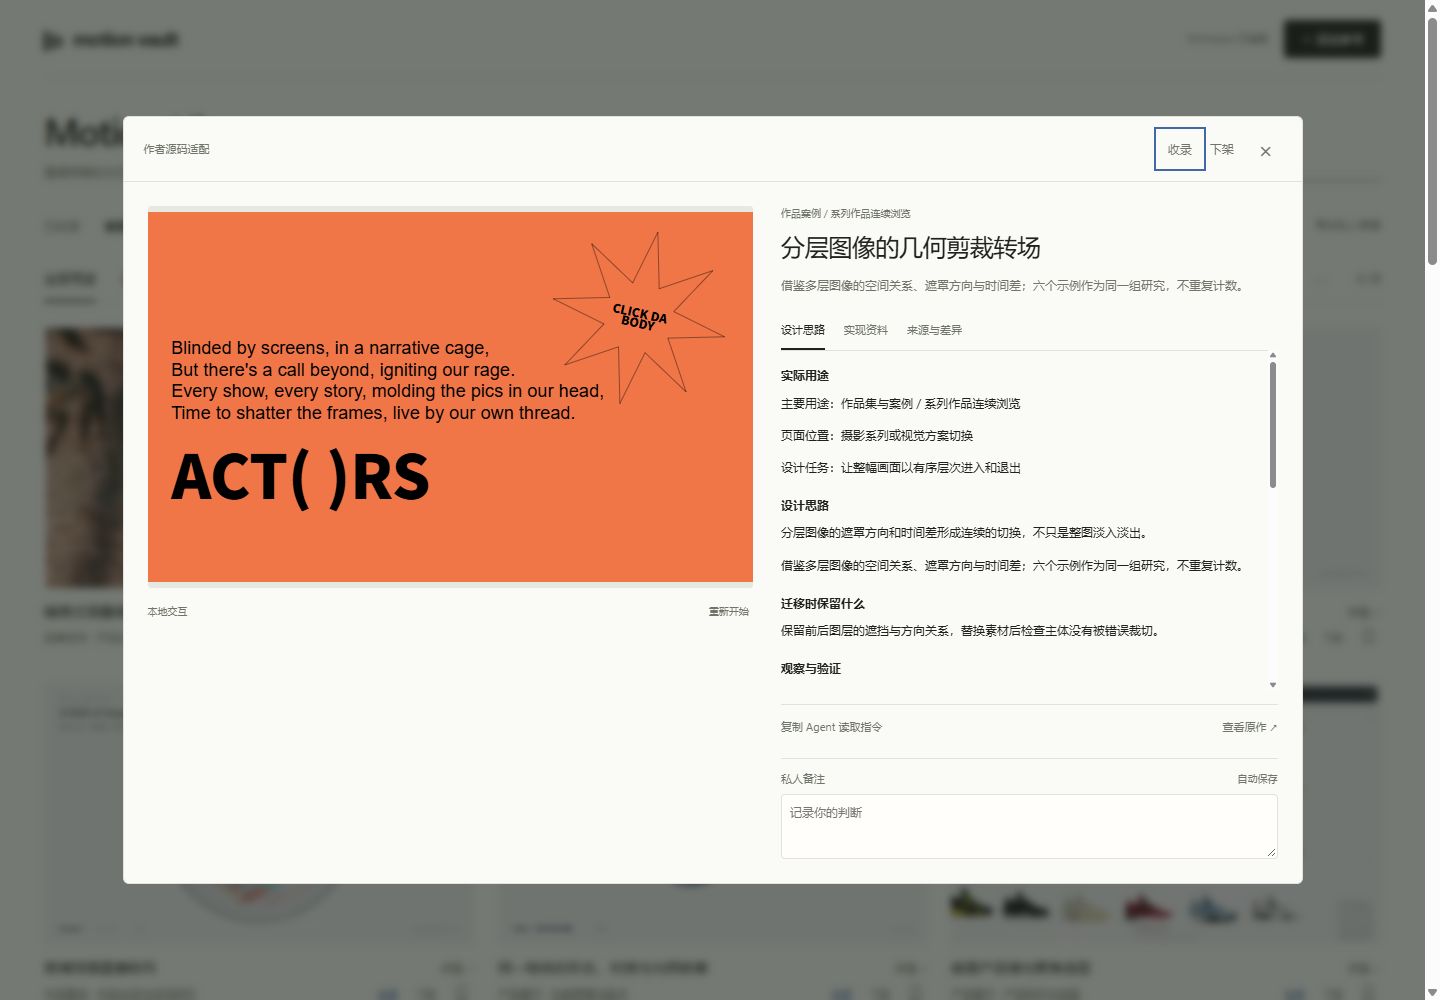 motion vault
作者源码适配
收录
下架
×
CLICK DA
BODY
Blinded by screens, in a narrative cage,
But there's a call beyond, igniting our rage.
Every show, every story, molding the pics in our head,
Time to shatter the frames, live by our own thread.
ACT( )RS
本地交互
重新开始
作品案例 / 系列作品连续浏览
分层图像的几何剪裁转场
借鉴多层图像的空间关系、遮罩方向与时间差；六个示例作为同一组研究，不重复计数。
设计思路
实现资料
来源与差异
实际用途
主要用途：作品集与案例 / 系列作品连续浏览
页面位置：摄影系列或视觉方案切换
设计任务：让整幅画面以有序层次进入和退出
设计思路
分层图像的遮罩方向和时间差形成连续的切换，不只是整图淡入淡出。
借鉴多层图像的空间关系、遮罩方向与时间差；六个示例作为同一组研究，不重复计数。
迁移时保留什么
保留前后图层的遮挡与方向关系，替换素材后检查主体没有被错误裁切。
观察与验证
复制 Agent 读取指令
查看原作 ↗
私人备注
自动保存
记录你的判断